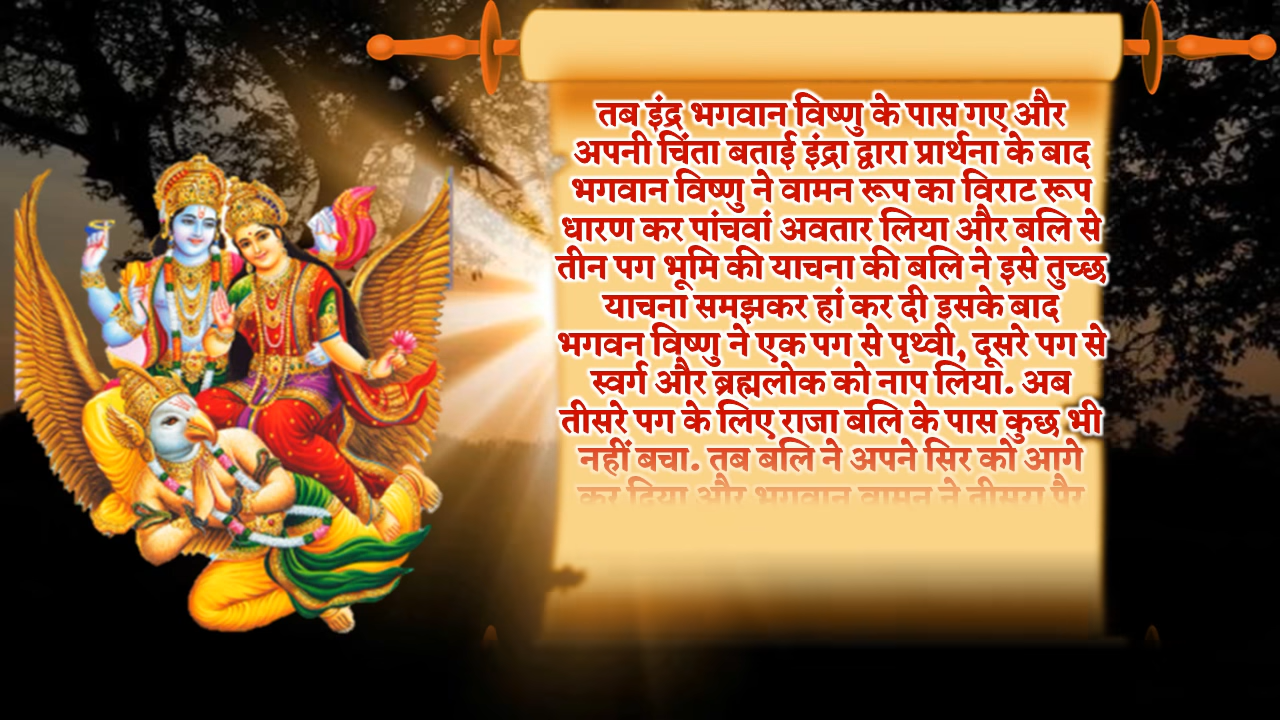 तब इंद्र भगवान विष्णु के पास गए और
अपनी चिंता बताई इंद्रा द्वारा प्रार्थना के बाद
भगवान विष्णु ने वामन रूप का विराट रूप
धारण कर पांचवां अवतार लिया और बलि से
तीन पग भूमि की याचना की बलि ने इसे तुच्छ
याचना समझकर हां कर दी इसके बाद
भगवन विष्णु ने एक पग से पृथ्वी, दूसरे पग से
स्वर्ग और ब्रह्मलोक को नाप लिया. अब
तीसरे पग के लिए राजा बलि के पास कुछ भी
नहीं बचा. तब बलि ने अपने सिर को आगे
कर दिया और भगवान वामन ने तीसरा पैर